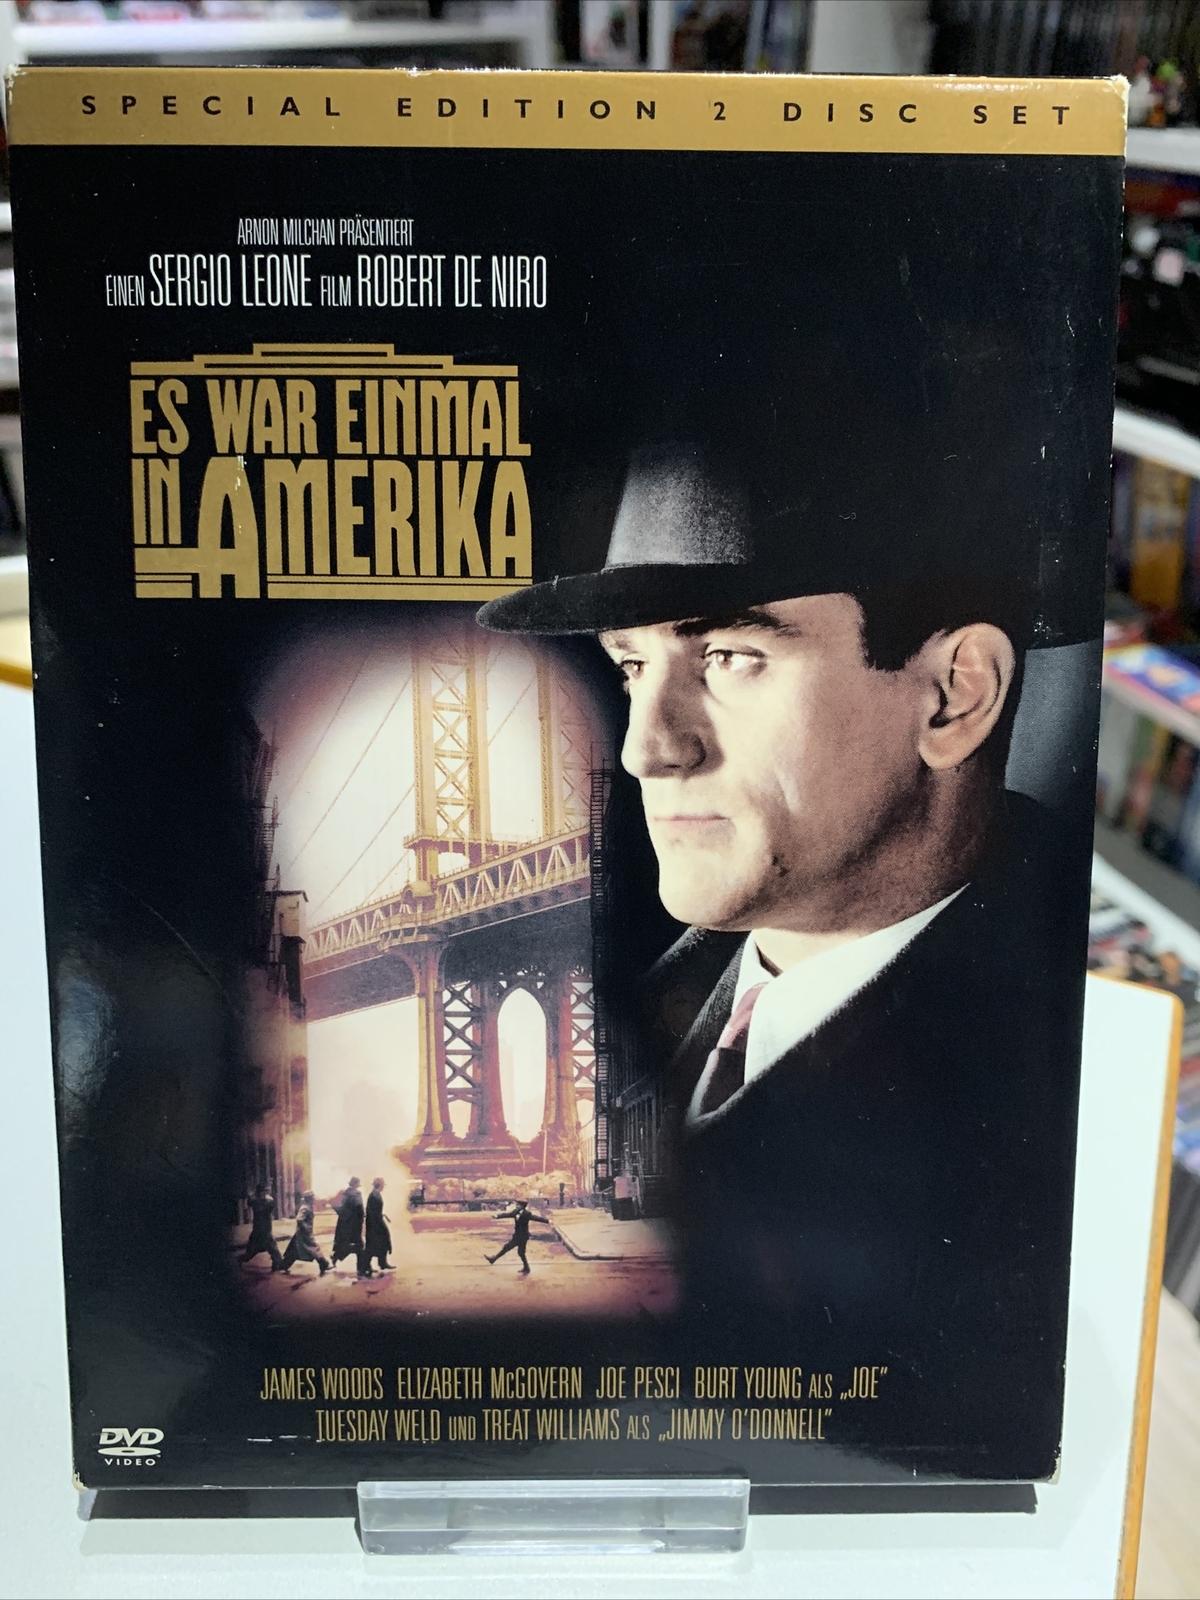 SPECIAL EDITION 2 DISC SET
ARNON MILCHAN PRÄSENTIERT
EINEN SERGIO LEONE FILM ROBERT DE NIRO
ES WAR EINMAL
IN AMERIKA
JAMES WOODS ELIZABETH McGOVERN JOE PESCI BURT YOUNG ALS „JOE“
TUESDAY WELD UND TREAT WILLIAMS ALS „JIMMY O'DONNELL“
DVD
VIDEO